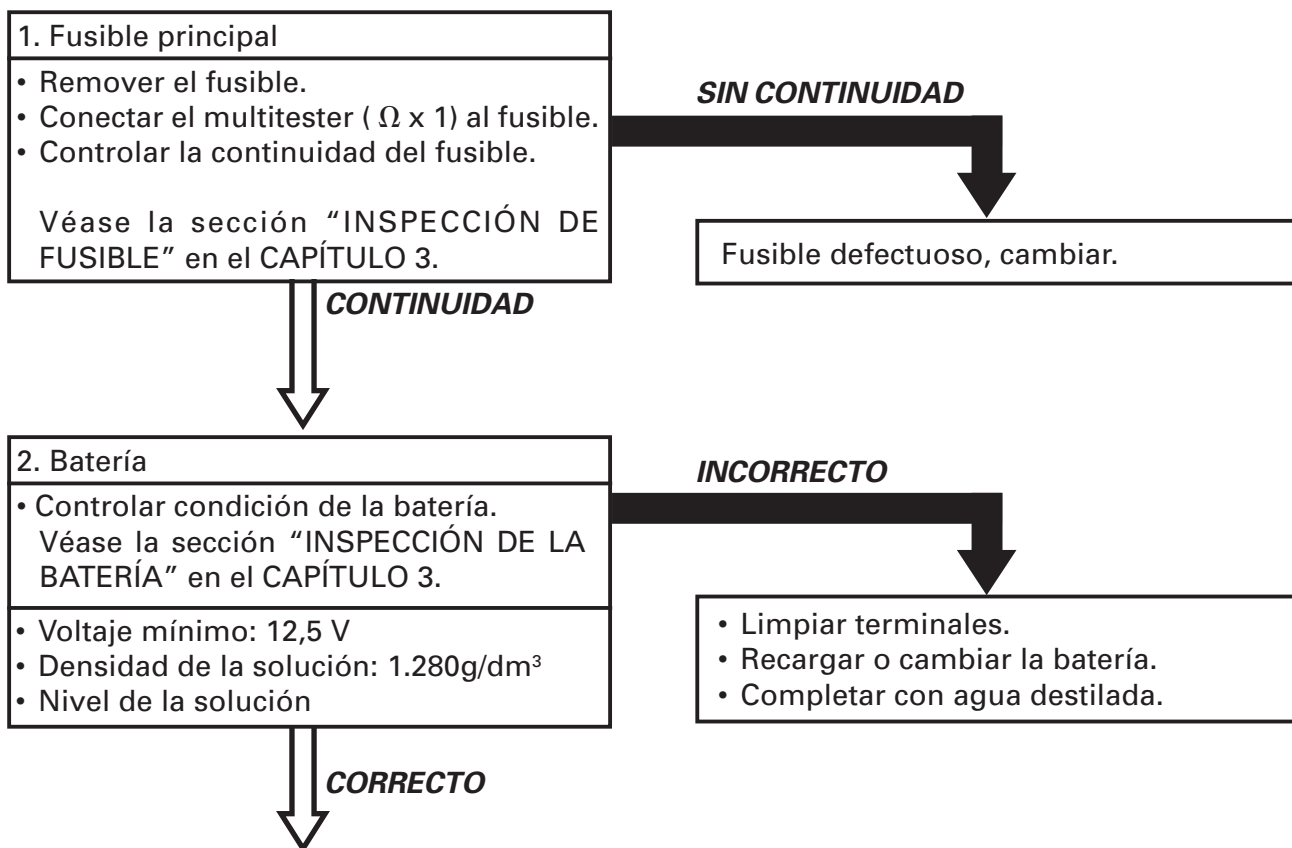 1. Fusible principal
• Remover el fusible.
• Conectar el multitester ( Ω x 1) al fusible.
• Controlar la continuidad del fusible.
Véase la sección “INSPECCIÓN DE
FUSIBLE” en el CAPÍTULO 3.
SIN CONTINUIDAD
Fusible defectuoso, cambiar.
CONTINUIDAD
2. Batería
• Controlar condición de la batería.
Véase la sección “INSPECCIÓN DE LA
BATERÍA” en el CAPÍTULO 3.
• Voltaje mínimo: 12,5 V
• Densidad de la solución: 1.280g/dm³
• Nivel de la solución
INCORRECTO
• Limpiar terminales.
• Recargar o cambiar la batería.
• Completar con agua destilada.
CORRECTO